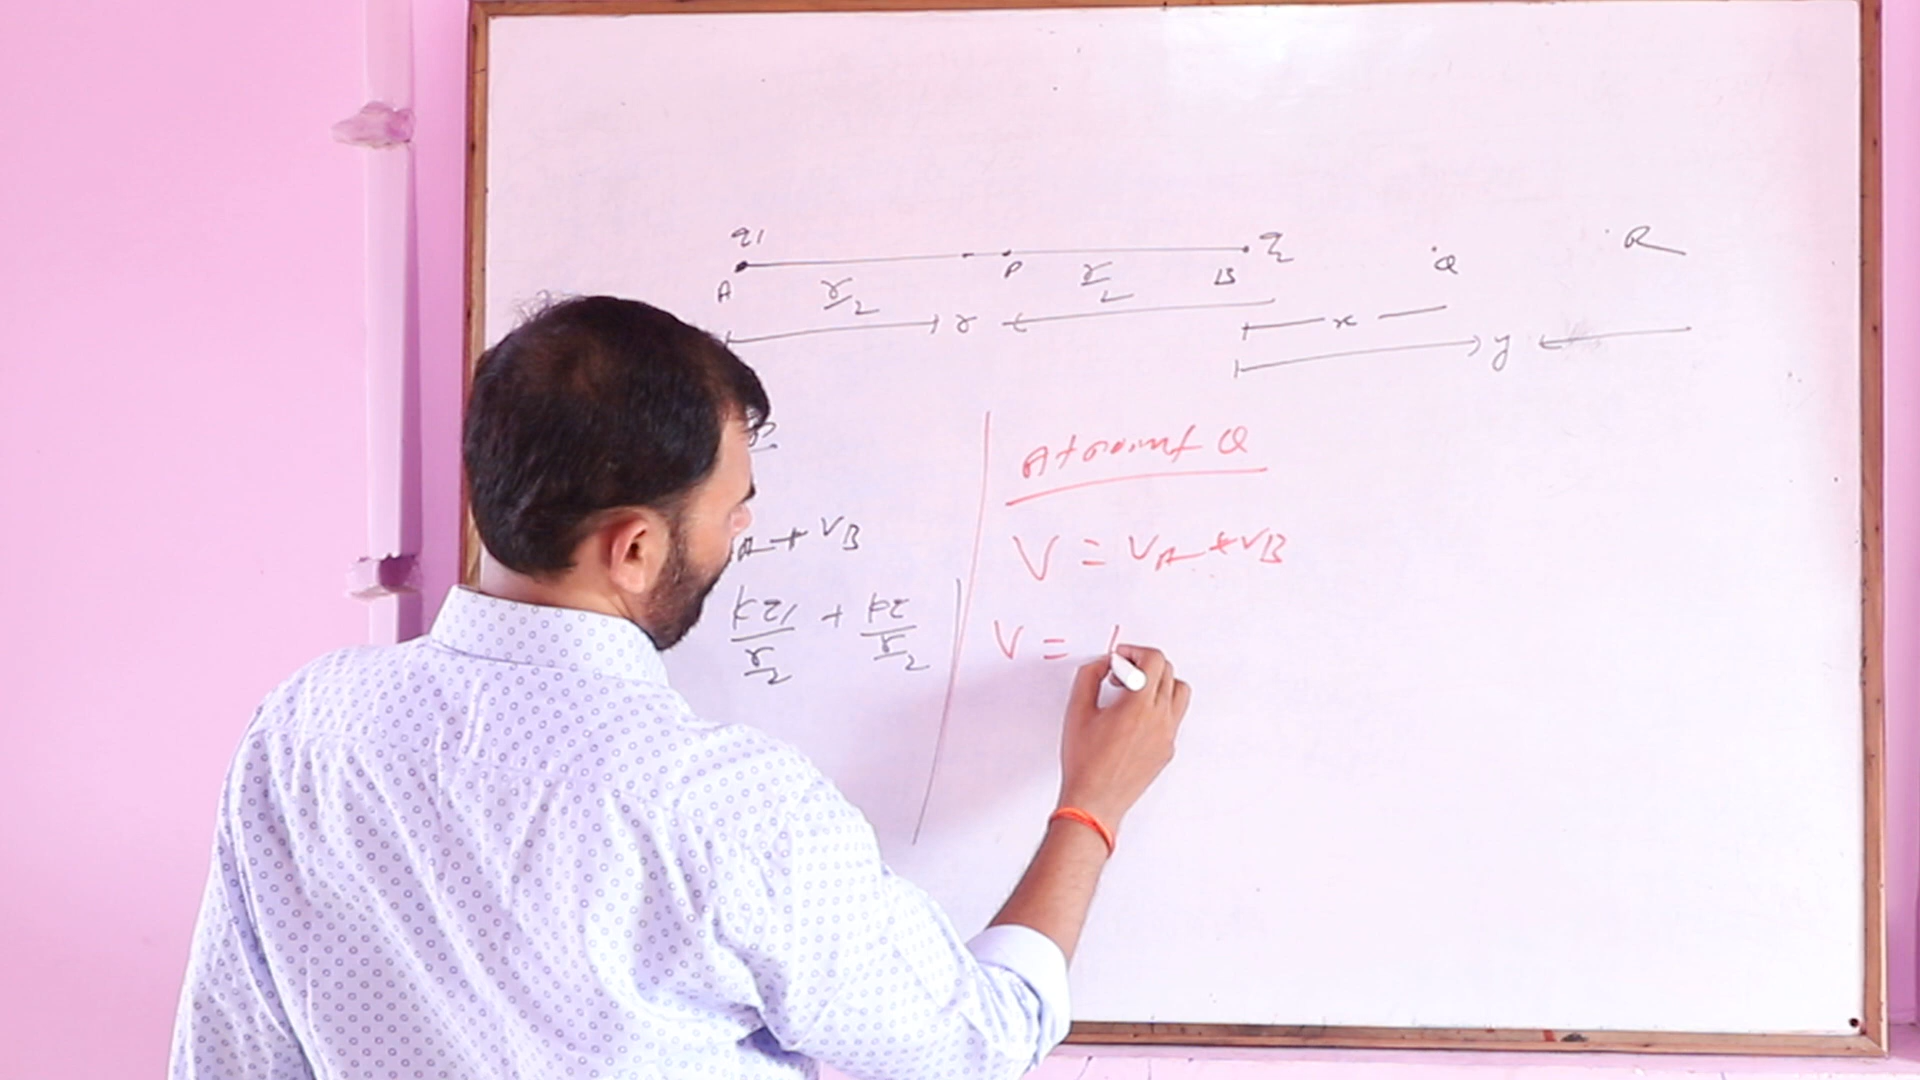 q1 q2 Q R
A r/2 P r/2 B
r x
y
At point Q
A + VB V = VA + VB
kq1/(r/2) + kq2/(r/2) V =